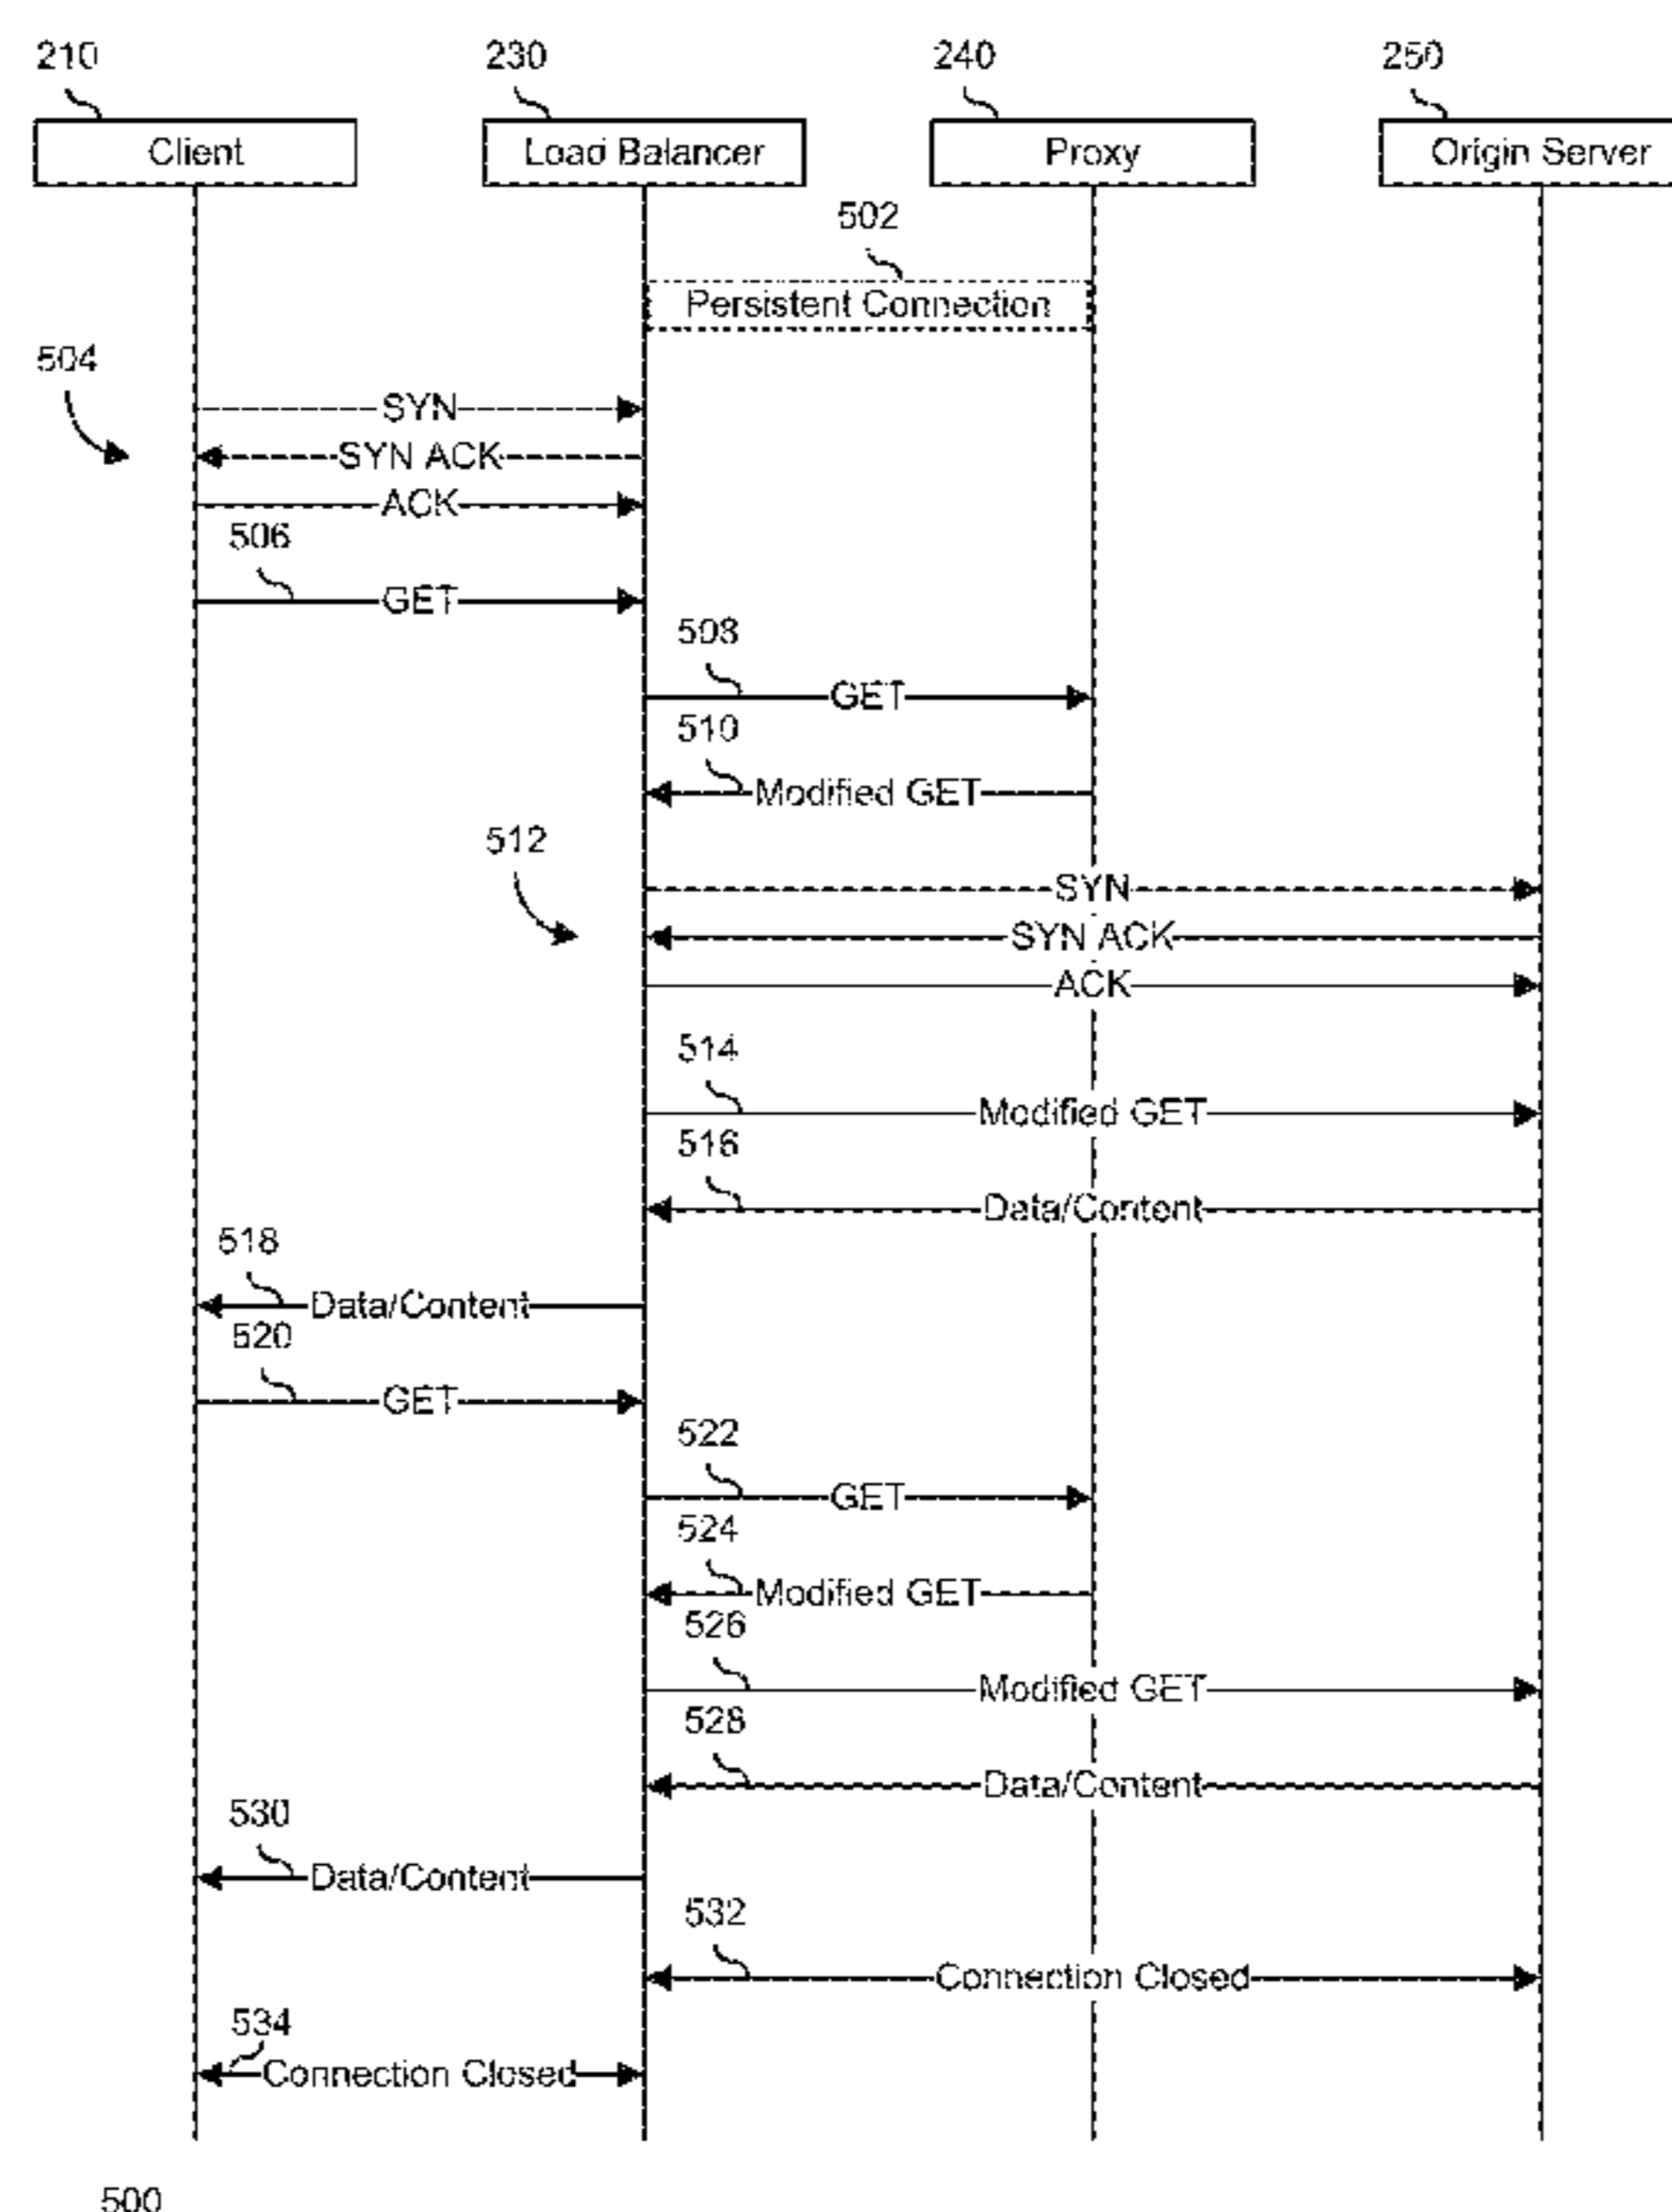 210 230 240 250
Client Load Balancer Proxy Origin Server
502
Persistent Connection
504
SYN
SYN ACK
ACK
506
GET
508
GET
510
Modified GET
512
SYN
SYN ACK
ACK
514
Modified GET
516
Data/Content
518
Data/Content
520
GET
522
GET
524
Modified GET
526
Modified GET
528
Data/Content
530
Data/Content
532
Connection Closed
534
Connection Closed
500